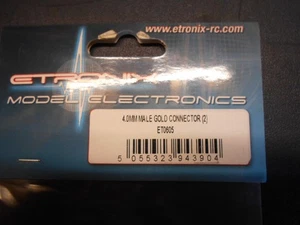 www.etronix-rc.com
ETRONIX
MODEL ELECTRONICS
4.0MM MALE GOLD CONNECTOR (2)
ET0605
5 055323 943904